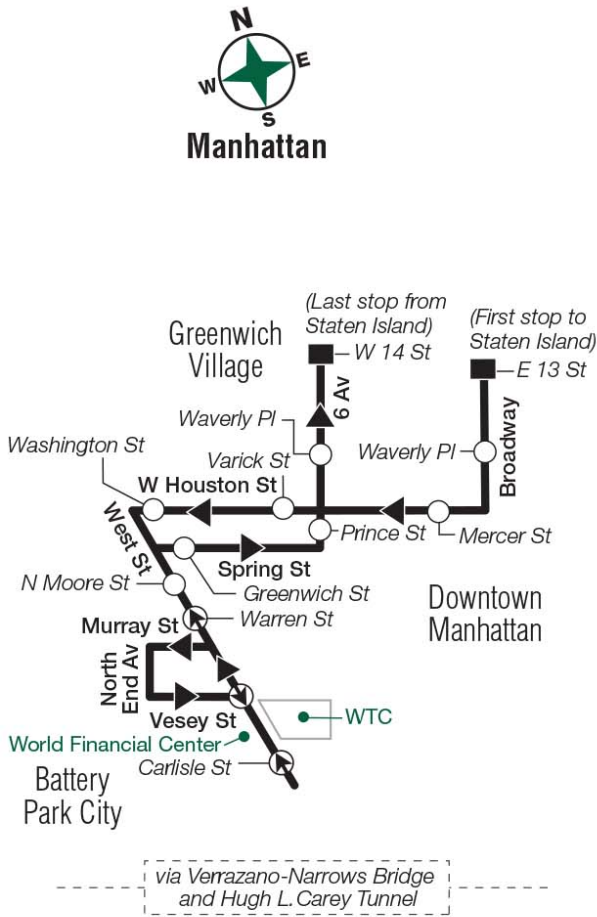 N
E
W
S
Manhattan
(Last stop from
Staten Island)
(First stop to
Staten Island)
Greenwich
Village
W 14 St
E 13 St
6 Av
Broadway
Waverly Pl
Waverly Pl
Washington St
Varick St
W Houston St
West St
Prince St
Mercer St
Spring St
N Moore St
Greenwich St
Downtown
Manhattan
Warren St
Murray St
North
End Av
Vesey St
WTC
World Financial Center
Carlisle St
Battery
Park City
via Verrazano-Narrows Bridge
and Hugh L. Carey Tunnel